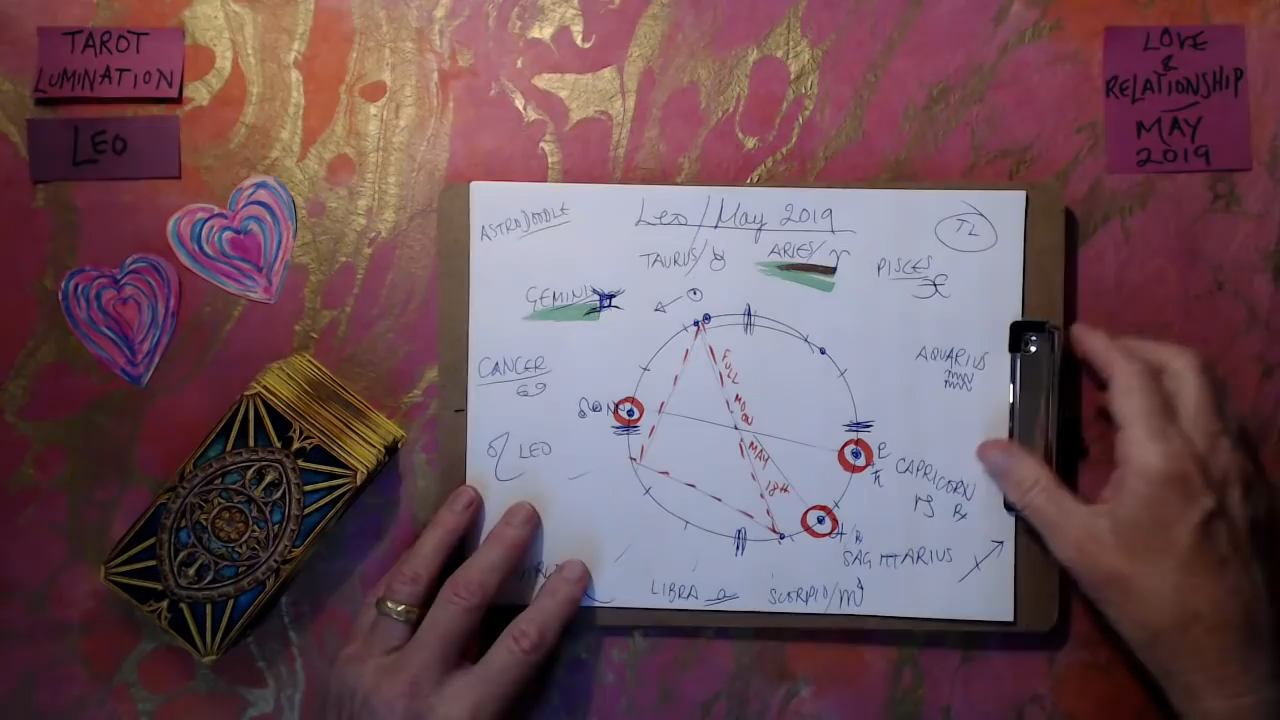 TAROT
LUMINATION
LEO
LOVE
&
RELATIONSHIP
MAY
2019
ASTRADOODLE
Leo/May 2019
TL
TAURUS/♉
ARIES/♈
PISCES
♓
GEMINI ♊
CANCER
♋
AQUARIUS
♒
FULL
MOON
MAY
18th
♌ LEO
CAPRICORN
SAGITTARIUS
LIBRA ♎
SCORPIO/♏